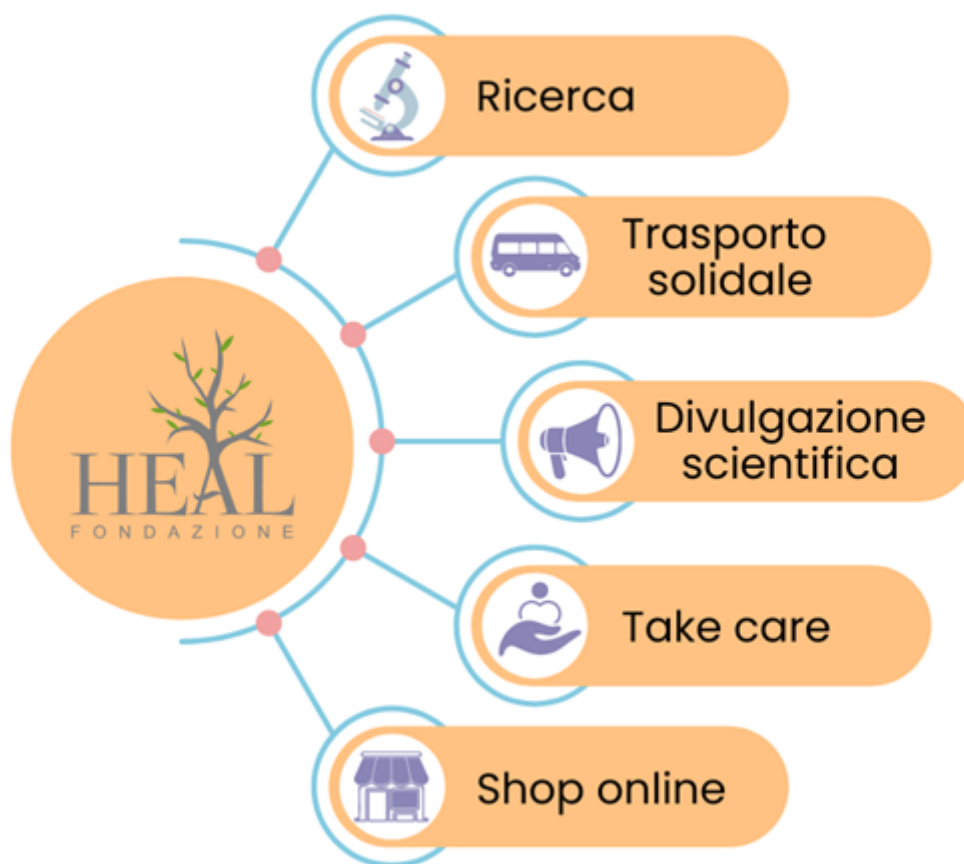 Ricerca
Trasporto
solidale
Divulgazione
scientifica
HEAL
FONDAZIONE
Take care
Shop online